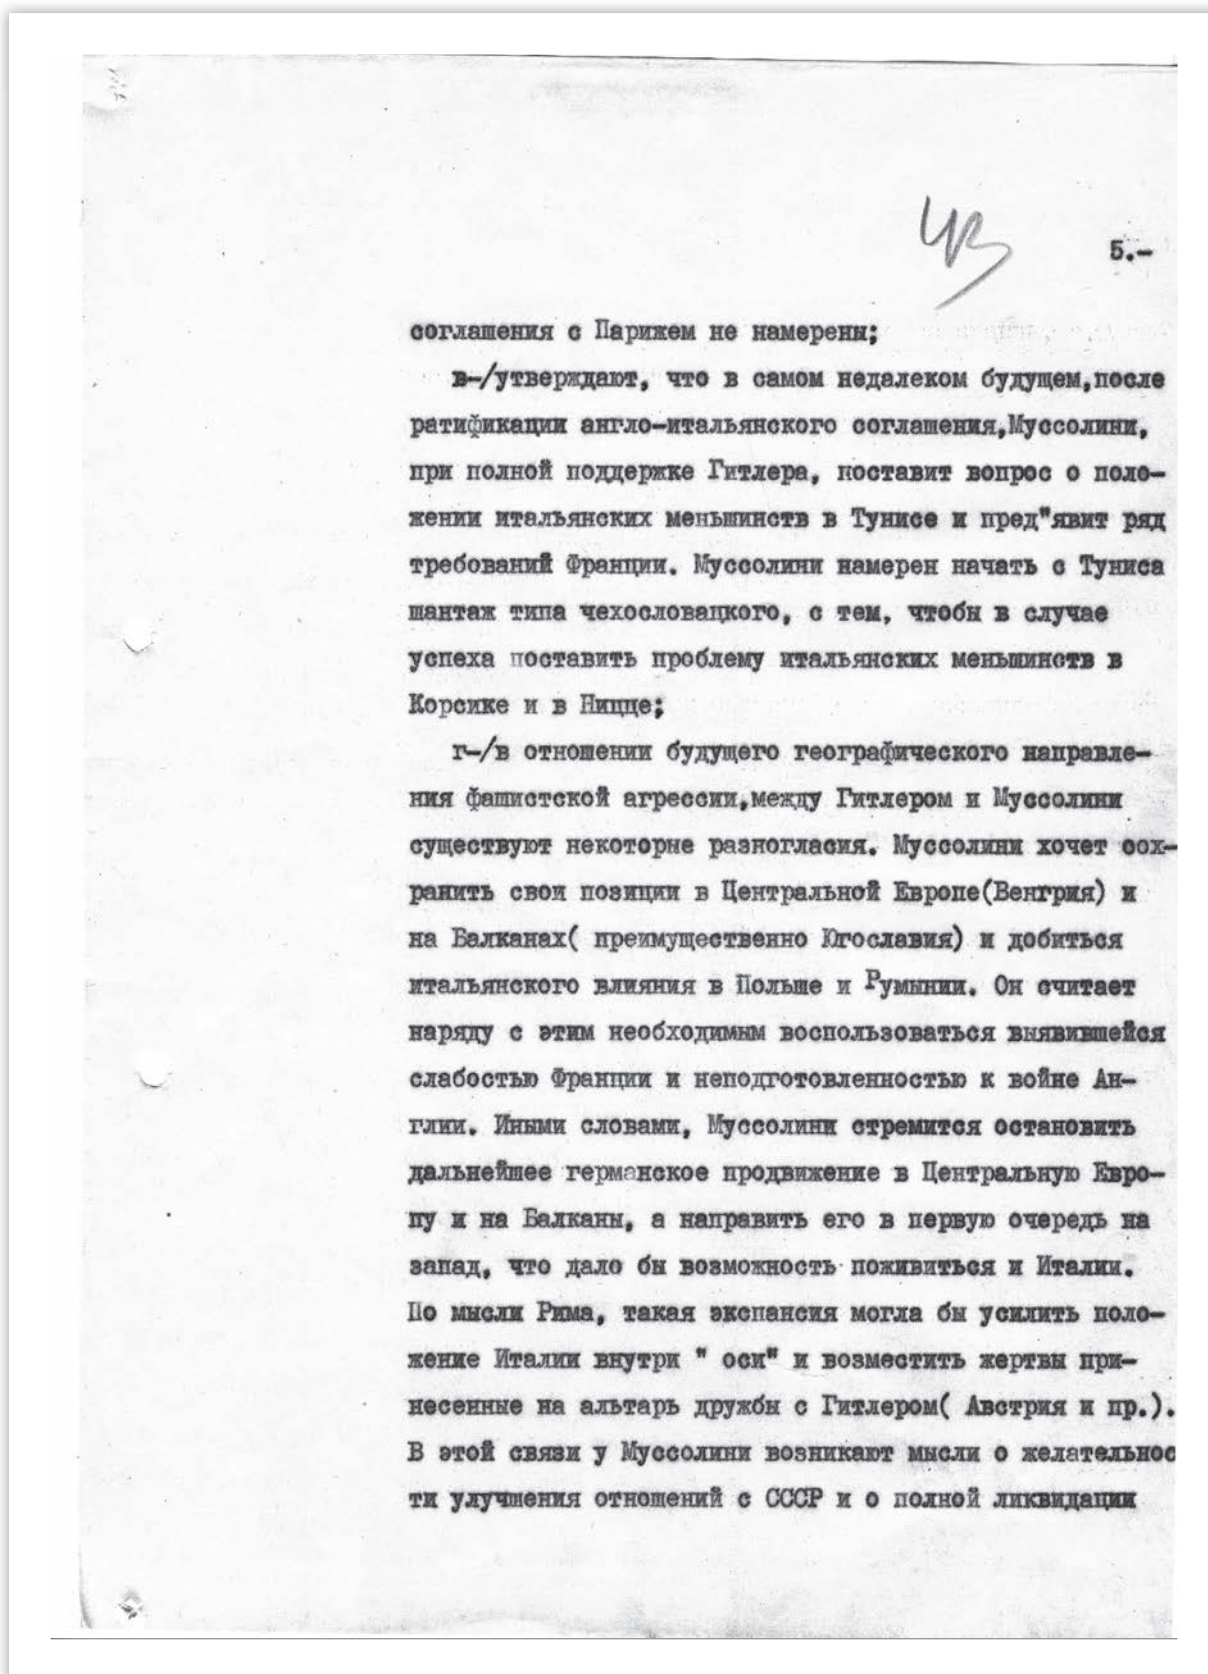 43
5.-
соглашения с Парижем не намерены;
в-/утверждают, что в самом недалеком будущем,после
ратификации англо-итальянского соглашения,Муссолини,
при полной поддержке Гитлера, поставит вопрос о поло-
жении итальянских меньшинств в Тунисе и пред"явит ряд
требований Франции. Муссолини намерен начать с Туниса
шантаж типа чехословацкого, с тем, чтобы в случае
успеха поставить проблему итальянских меньшинств в
Корсике и в Ницце;
г-/в отношении будущего географического направле-
ния фашистской агрессии,между Гитлером и Муссолини
существуют некоторые разногласия. Муссолини хочет сох-
ранить свои позиции в Центральной Европе(Венгрия) и
на Балканах( преимущественно Югославия) и добиться
итальянского влияния в Польше и Румынии. Он считает
наряду с этим необходимым воспользоваться выявившейся
слабостью Франции и неподготовленностью к войне Ан-
глии. Иными словами, Муссолини стремится остановить
дальнейшее германское продвижение в Центральную Евро-
пу и на Балканы, а направить его в первую очередь на
запад, что дало бы возможность поживиться и Италии.
По мысли Рима, такая экспансия могла бы усилить поло-
жение Италии внутри " оси" и возместить жертвы при-
несенные на алтарь дружбы с Гитлером( Австрия и пр.).
В этой связи у Муссолини возникают мысли о желательнос
ти улучшения отношений с СССР и о полной ликвидации